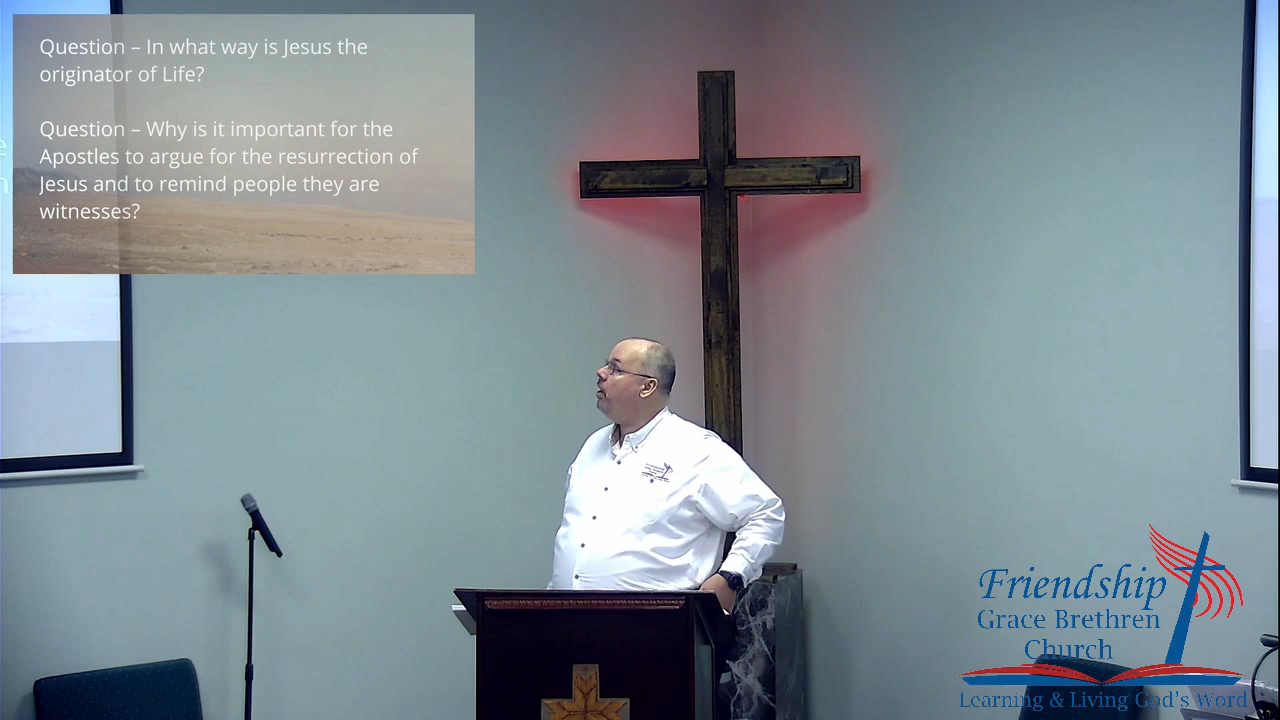 Question – In what way is Jesus the
originator of Life?
Question – Why is it important for the
Apostles to argue for the resurrection of
Jesus and to remind people they are
witnesses?
Friendship
Grace Brethren
Church
Learning & Living God's Word